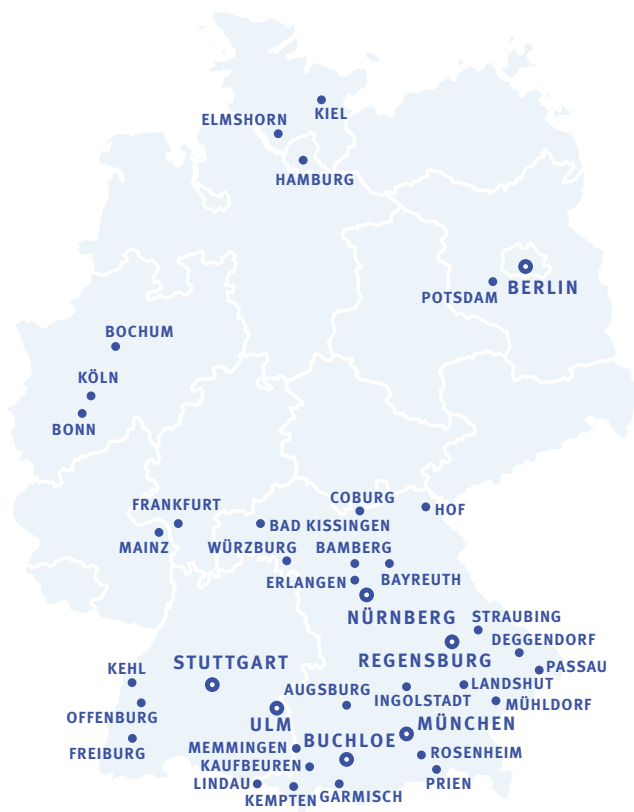 KIEL
ELMSHORN
HAMBURG
BERLIN
POTSDAM
BOCHUM
KÖLN
BONN
COBURG
FRANKFURT
HOF
BAD KISSINGEN
MAINZ
WÜRZBURG
BAMBERG
ERLANGEN
BAYREUTH
NÜRNBERG
STRAUBING
DEGGENDORF
REGENSBURG
STUTTGART
KEHL
PASSAU
LANDSHUT
AUGSBURG
INGOLSTADT
MÜHLDORF
OFFENBURG
ULM
MÜNCHEN
BUCHLOE
MEMMINGEN
FREIBURG
ROSENHEIM
KAUFBEUREN
LINDAU
PRIEN
KEMPTEN
GARMISCH